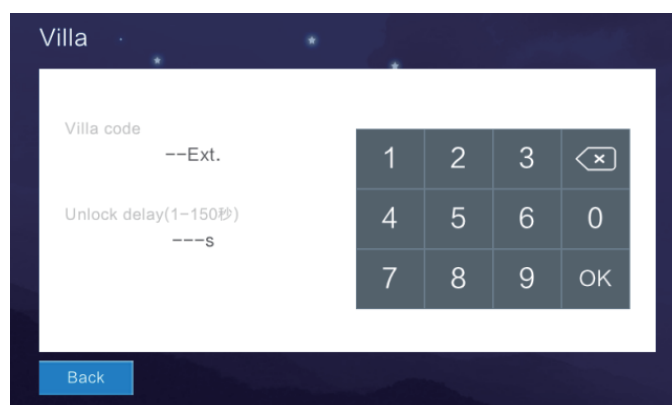 Villa
Villa code
--Ext.
Unlock delay(1-150秒)
---s
1 2 3
4 5 6 0
7 8 9 OK
Back